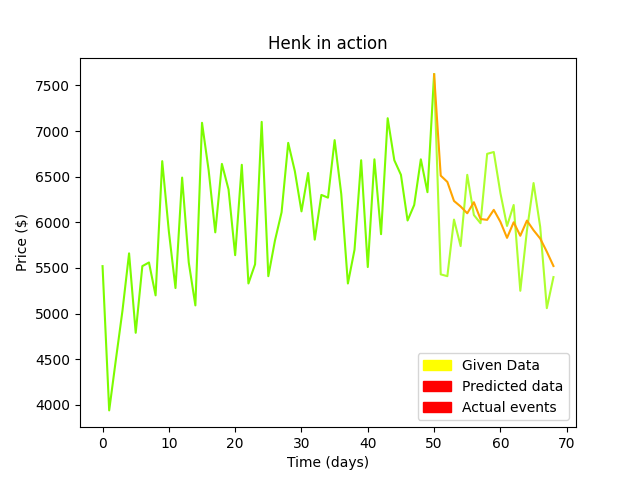 Henk in action
Price ($)
7500
7000
6500
6000
5500
5000
4500
4000
Given Data
Predicted data
Actual events
0 10 20 30 40 50 60 70
Time (days)